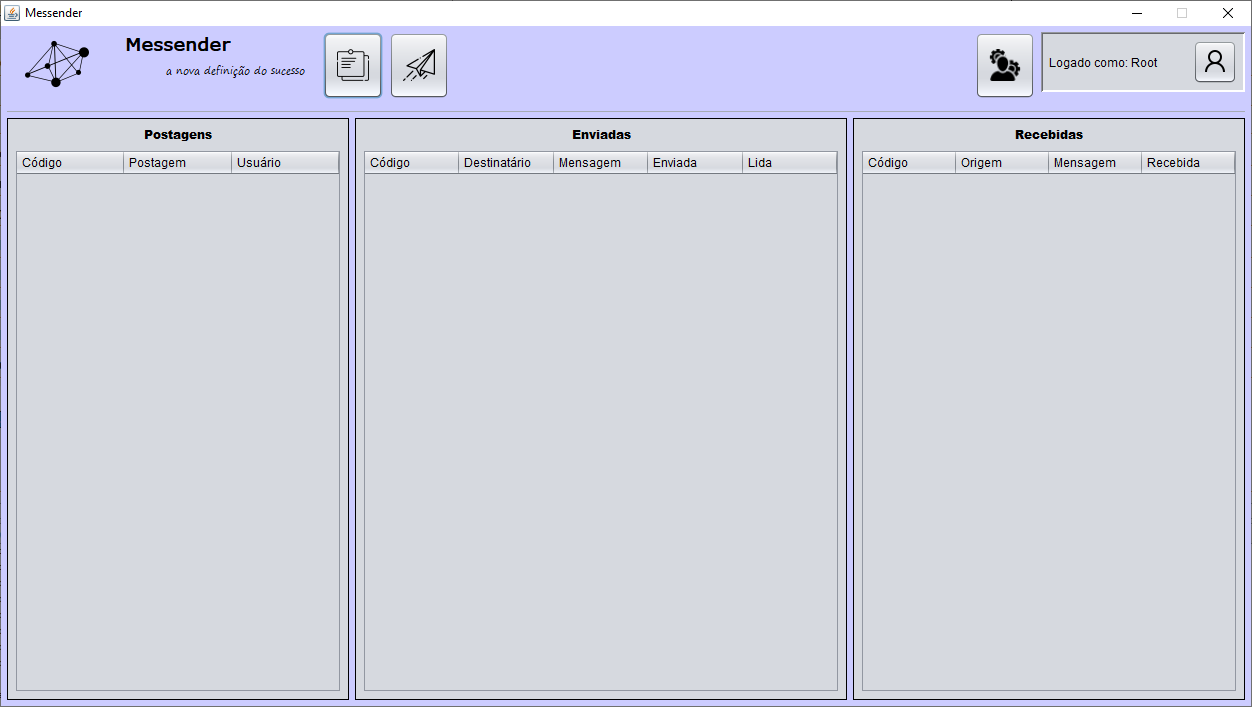 Messender
Messender
a nova definição do sucesso
Logado como: Root
Postagens
Código Postagem Usuário
Enviadas
Código Destinatário Mensagem Enviada Lida
Recebidas
Código Origem Mensagem Recebida